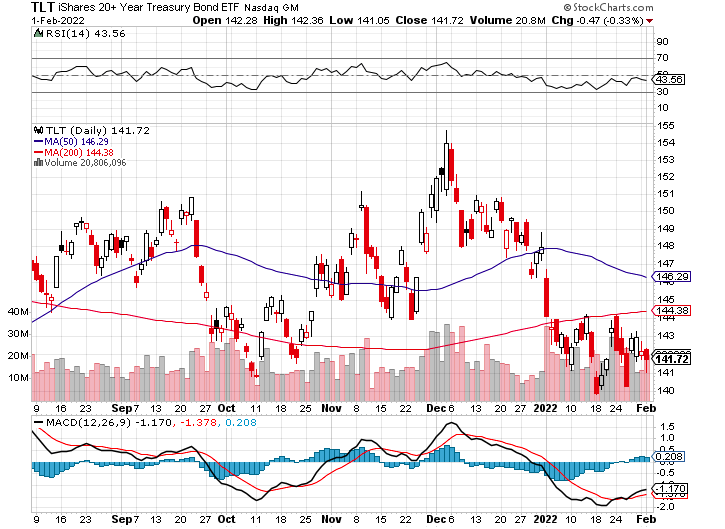 TLT iShares 20+ Year Treasury Bond ETF Nasdaq GM
© StockCharts.com
1-Feb-2022
Open 142.28 High 142.36 Low 141.05 Close 141.72 Volume 20.8M Chg -0.47 (-0.33%)
RSI(14) 43.56
90
70
50
43.56
30
10
TLT (Daily) 141.72
MA(50) 146.29
MA(200) 144.38
Volume 20,806,096
155
154
153
152
151
150
149
148
147
146.29
145
144.38
143
141.72
141
140
40M
30M
20M
10M
9 16 23 Sep 7 13 20 27 Oct 11 18 25 Nov 8 15 22 Dec 6 13 20 27 2022 10 18 24 Feb
MACD(12,26,9) -1.170, -1.378, 0.208
1.5
1.0
0.5
0.208
-0.5
-1.170
-1.378
-2.0
9 16 23 Sep 7 13 20 27 Oct 11 18 25 Nov 8 15 22 Dec 6 13 20 27 2022 10 18 24 Feb